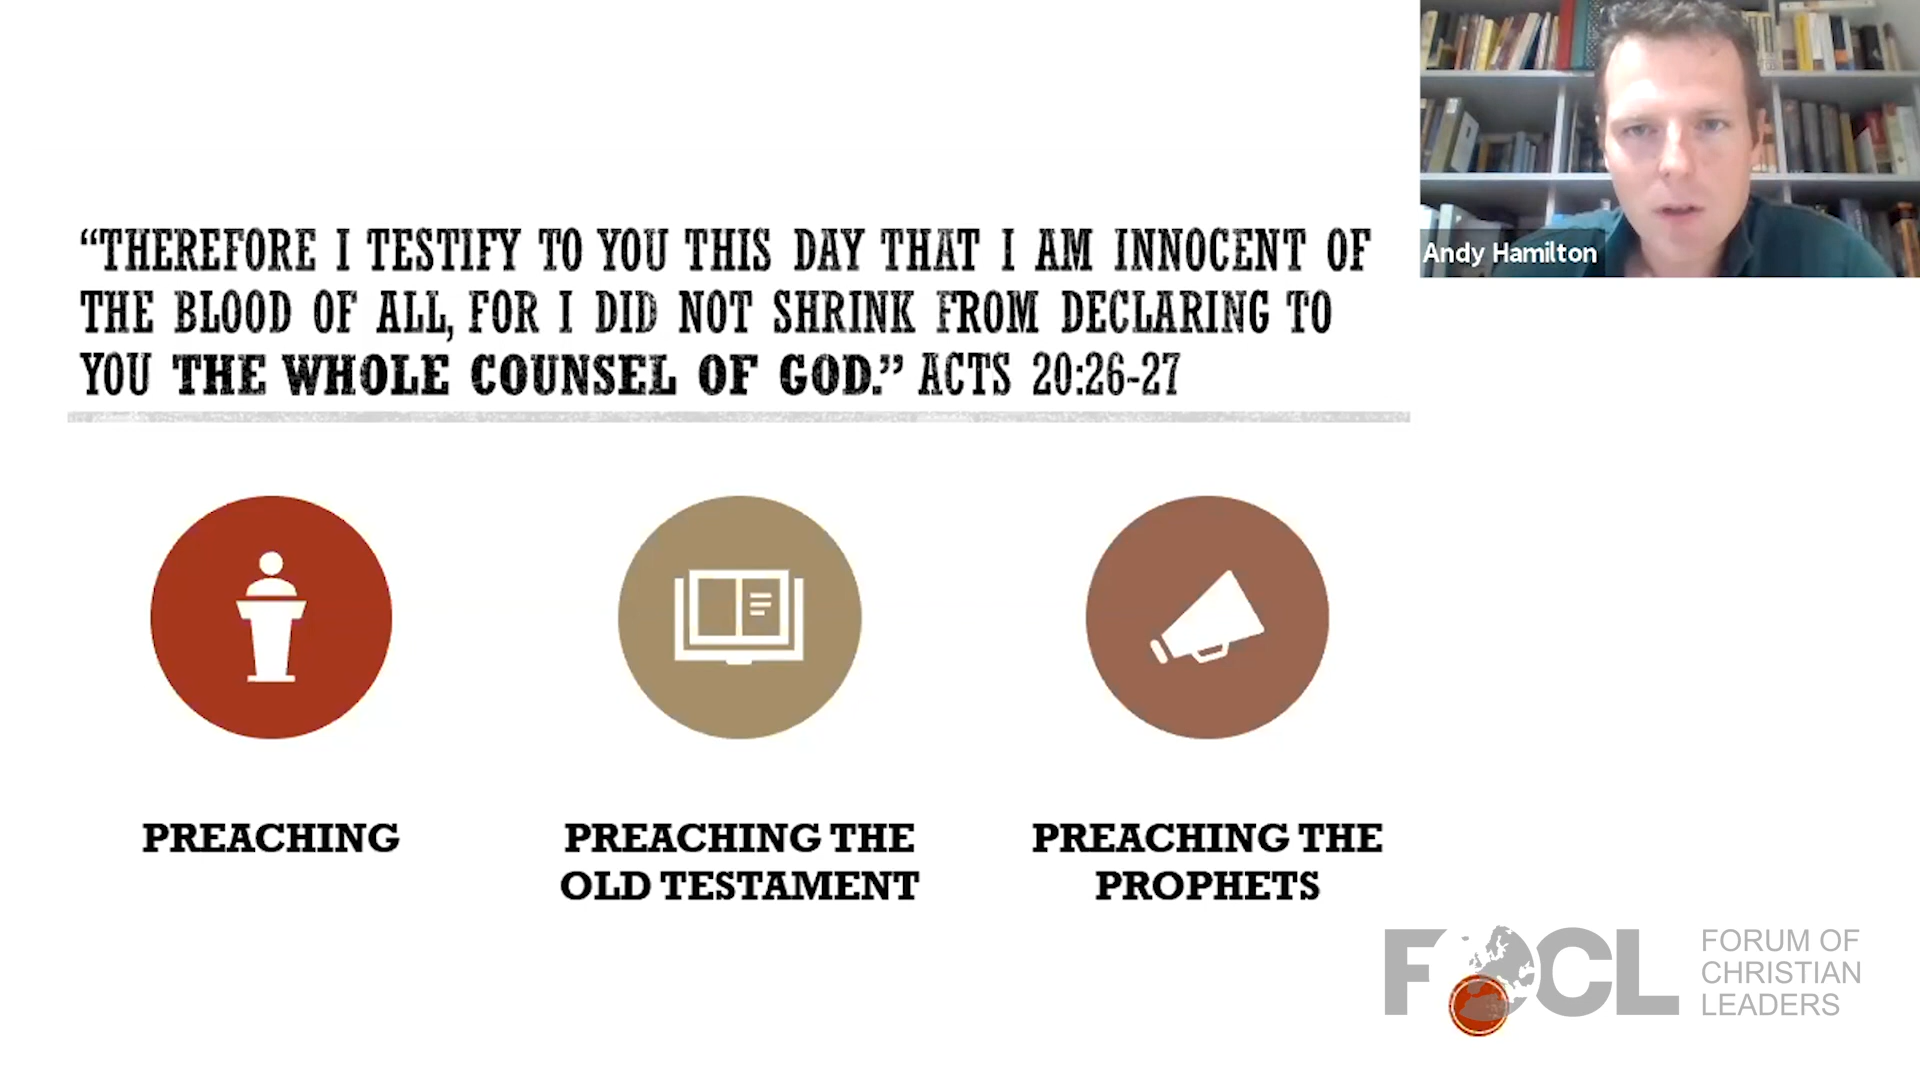 “THEREFORE I TESTIFY TO YOU THIS DAY THAT I AM INNOCENT OF
THE BLOOD OF ALL, FOR I DID NOT SHRINK FROM DECLARING TO
YOU THE WHOLE COUNSEL OF GOD.” ACTS 20:26-27
Andy Hamilton
PREACHING
PREACHING THE
OLD TESTAMENT
PREACHING THE
PROPHETS
FOCL
FORUM OF
CHRISTIAN
LEADERS